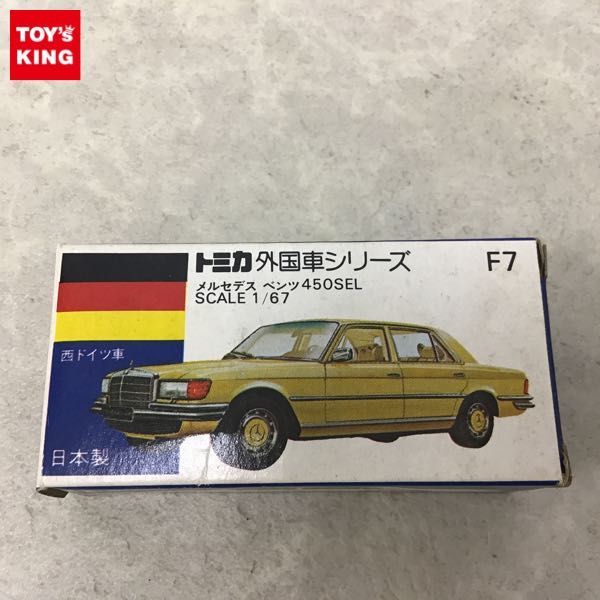 TOY's
KING
トミカ 外国車シリーズ F7
メルセデス ベンツ450SEL
SCALE 1/67
西ドイツ車
日本製